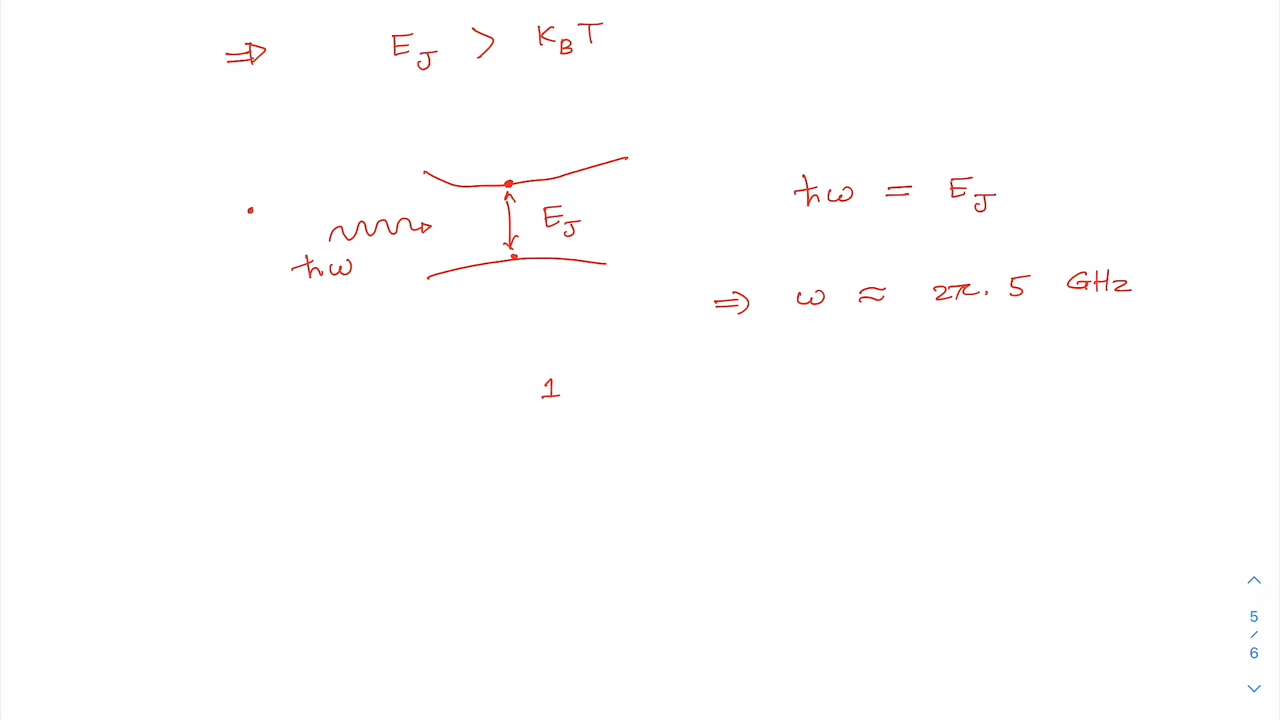 ⇒ E_J > K_B T
ħω = E_J
E_J
ħω
⇒ ω ≈ 2π. 5 GHz
1
5
/
6